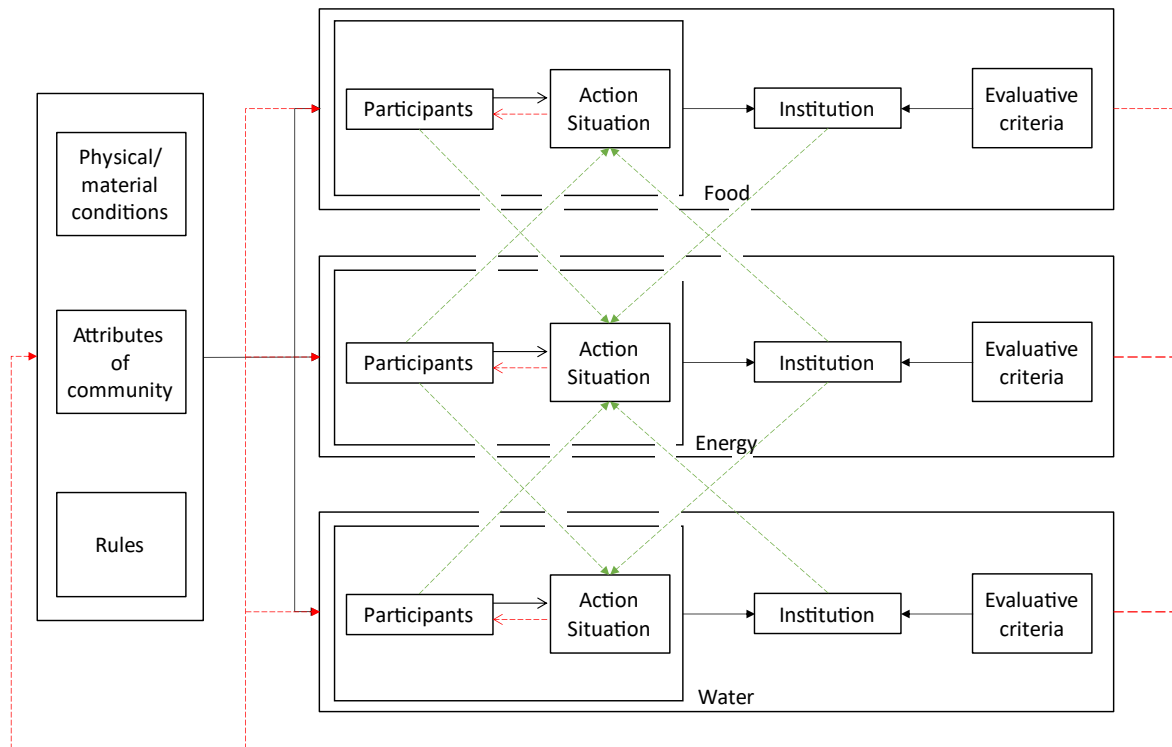 Participants
Action
Situation
Institution
Evaluative
criteria
Food
Physical/
material
conditions
Attributes
of
community
Participants
Action
Situation
Institution
Evaluative
criteria
Energy
Rules
Participants
Action
Situation
Institution
Evaluative
criteria
Water